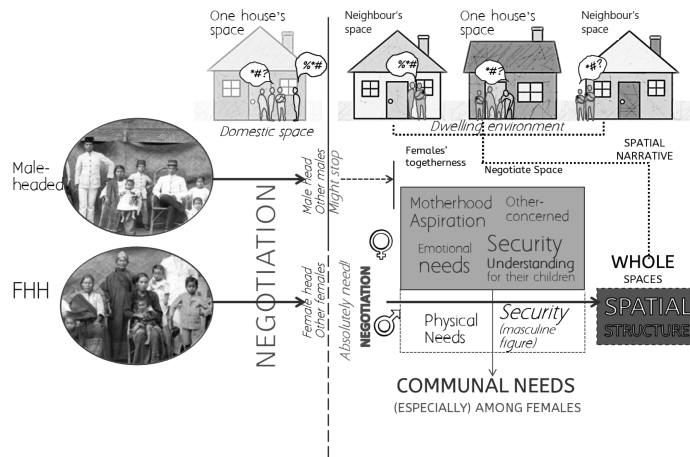 One house's
space
Neighbour's
space
One house's
space
Neighbour's
space
*#?
%*#
%*#
*#?
*#?
Domestic space
Dwelling environment
Females'
togetherness
Negotiate Space
SPATIAL
NARRATIVE
Male-
headed
NEGOTIATION
Male head
Other males
Might stop
Motherhood
Aspiration
Other-
concerned
Emotional
needs
Security
Understanding
for their children
WHOLE
SPACES
FHH
Female head
Other females
Absolutely need!
NEGOTIATION
Physical
Needs
Security
(masculine
figure)
SPATIAL
STRUCTURE
COMMUNAL NEEDS
(ESPECIALLY) AMONG FEMALES